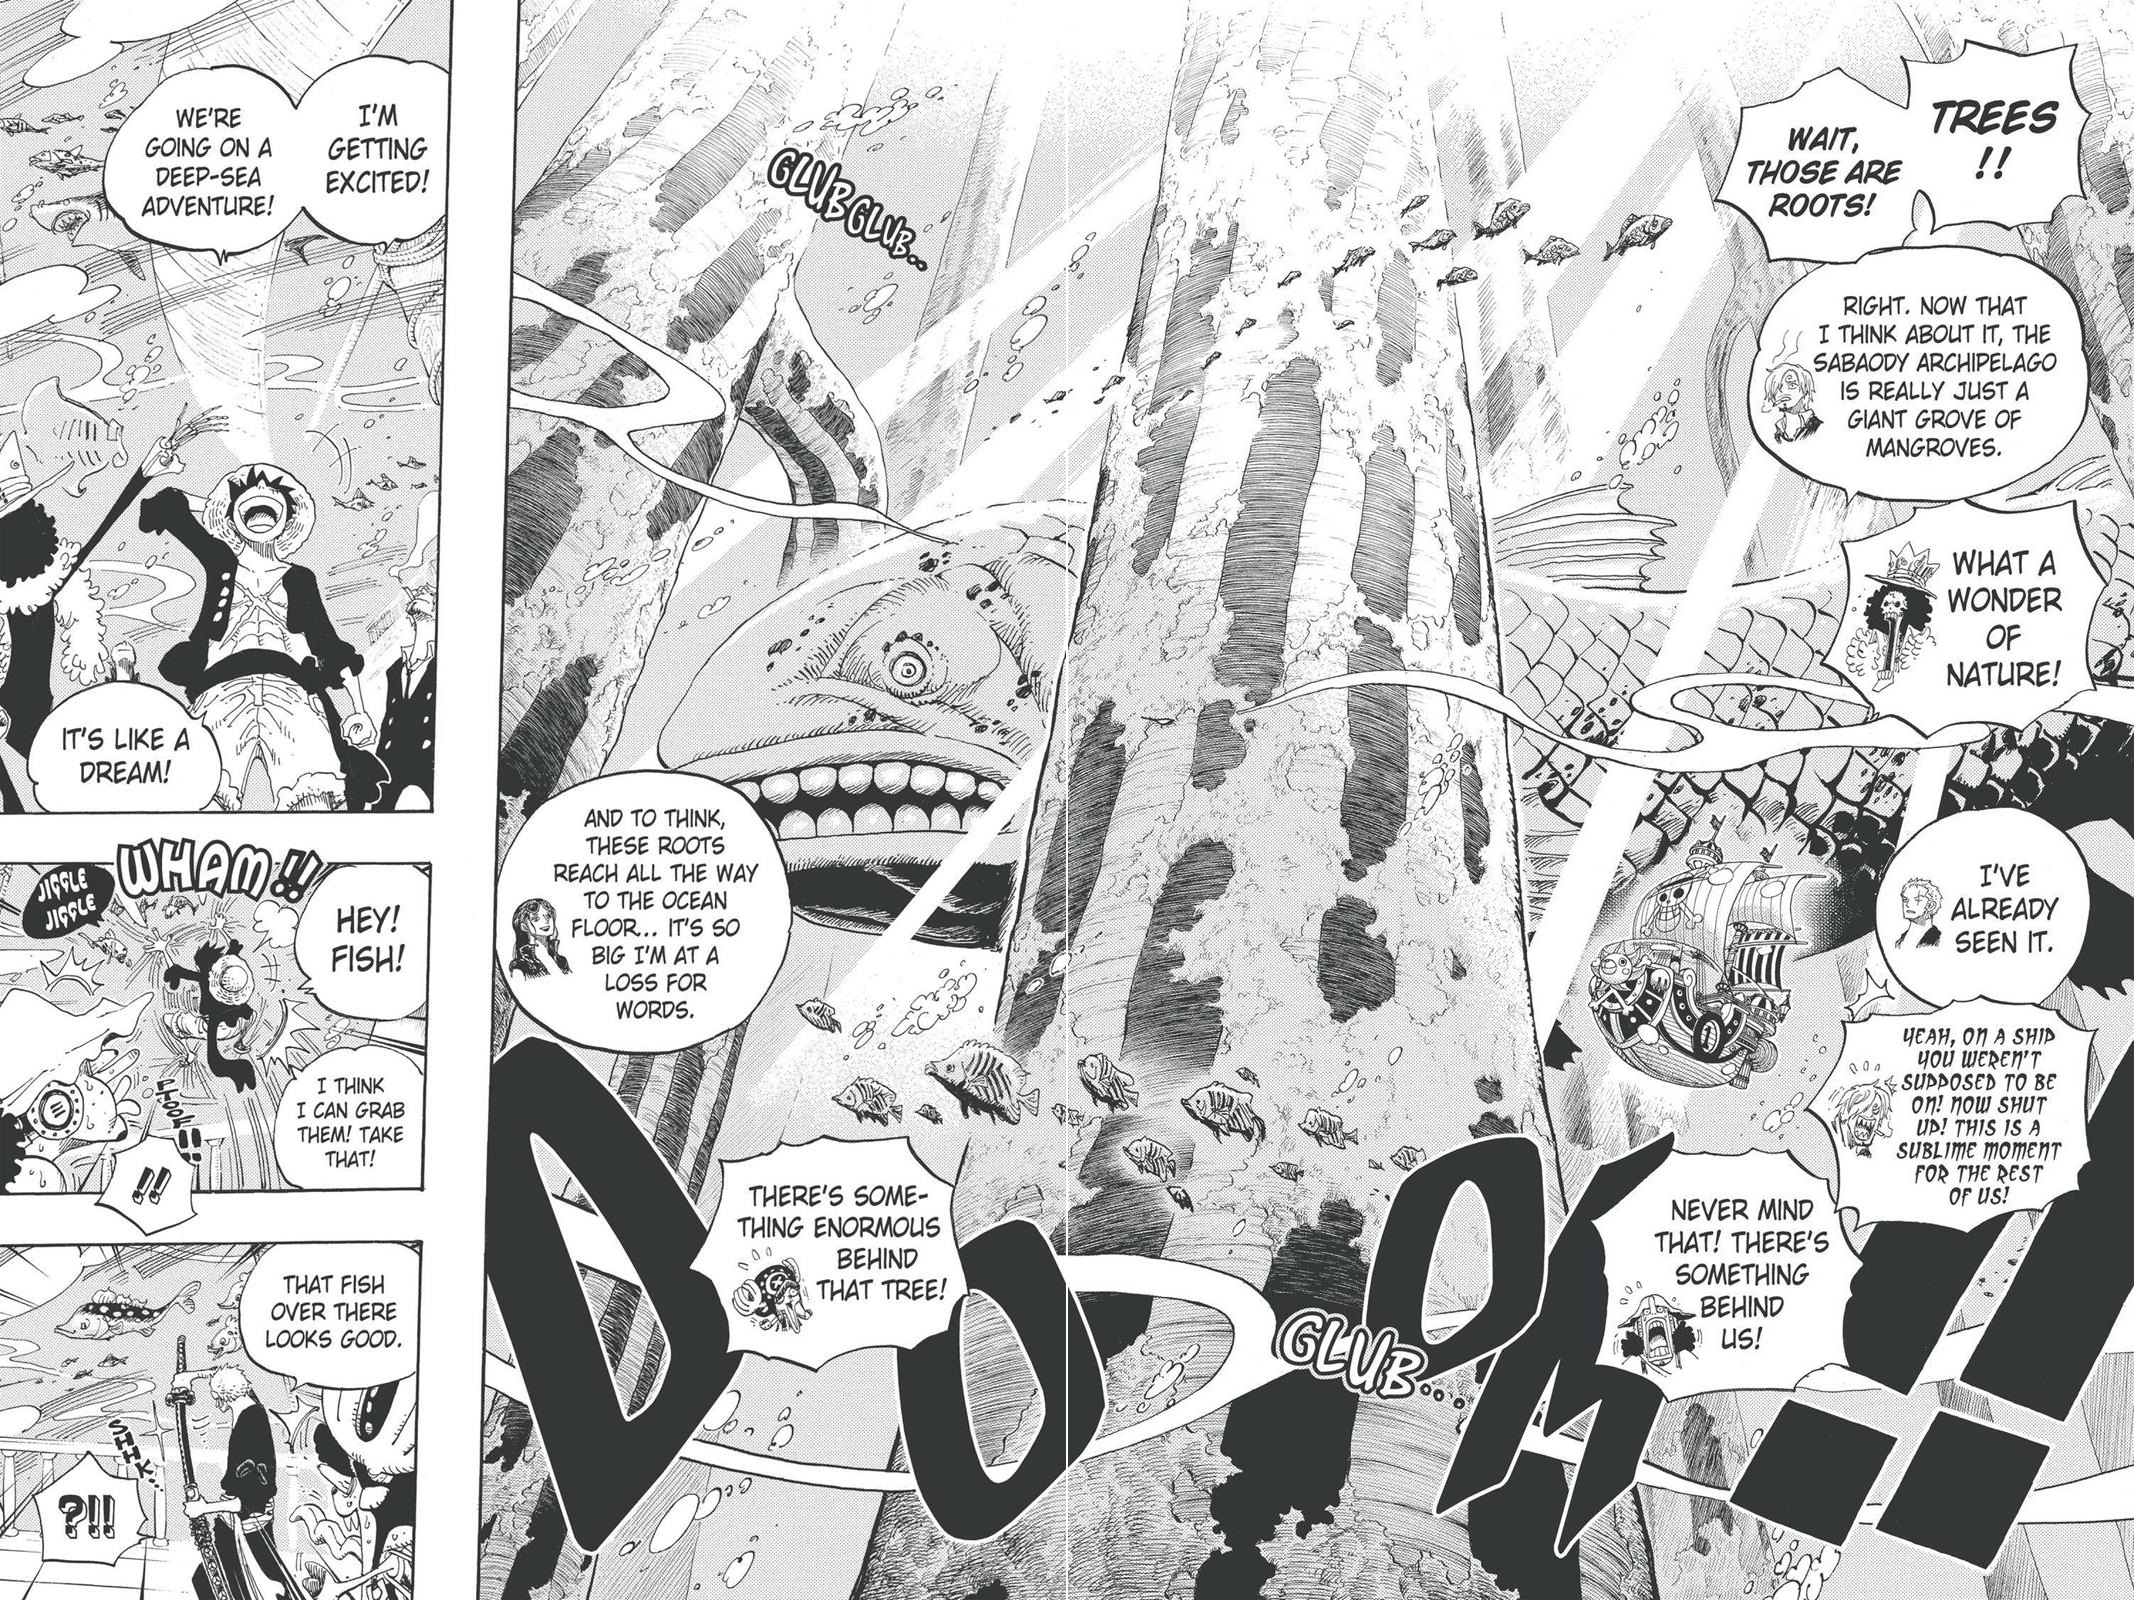 TREES
!!
WAIT,
THOSE ARE
ROOTS!
RIGHT. NOW THAT
I THINK ABOUT IT, THE
SABAODY ARCHIPELAGO
IS REALLY JUST A
GIANT GROVE OF
MANGROVES.
WHAT A
WONDER
OF
NATURE!
I'VE
ALREADY
SEEN IT.
YEAH, ON A SHIP
YOU WEREN'T
SUPPOSED TO BE
ON! NOW SHUT
UP! THIS IS A
SUBLIME MOMENT
FOR THE REST
OF US!
NEVER MIND
THAT! THERE'S
SOMETHING
BEHIND
US!
GLUB GLUB...
AND TO THINK,
THESE ROOTS
REACH ALL THE WAY
TO THE OCEAN
FLOOR... IT'S SO
BIG I'M AT A
LOSS FOR
WORDS.
THERE'S SOME-
THING ENORMOUS
BEHIND
THAT TREE!
GLUB...
DOOM!!
I'M
GETTING
EXCITED!
WE'RE
GOING ON A
DEEP-SEA
ADVENTURE!
IT'S LIKE A
DREAM!
HEY!
FISH!
WHAM!!
JIGGLE
JIGGLE
I THINK
I CAN GRAB
THEM! TAKE
THAT!
!!
THAT FISH
OVER THERE
LOOKS GOOD.
SHHK...
?!!